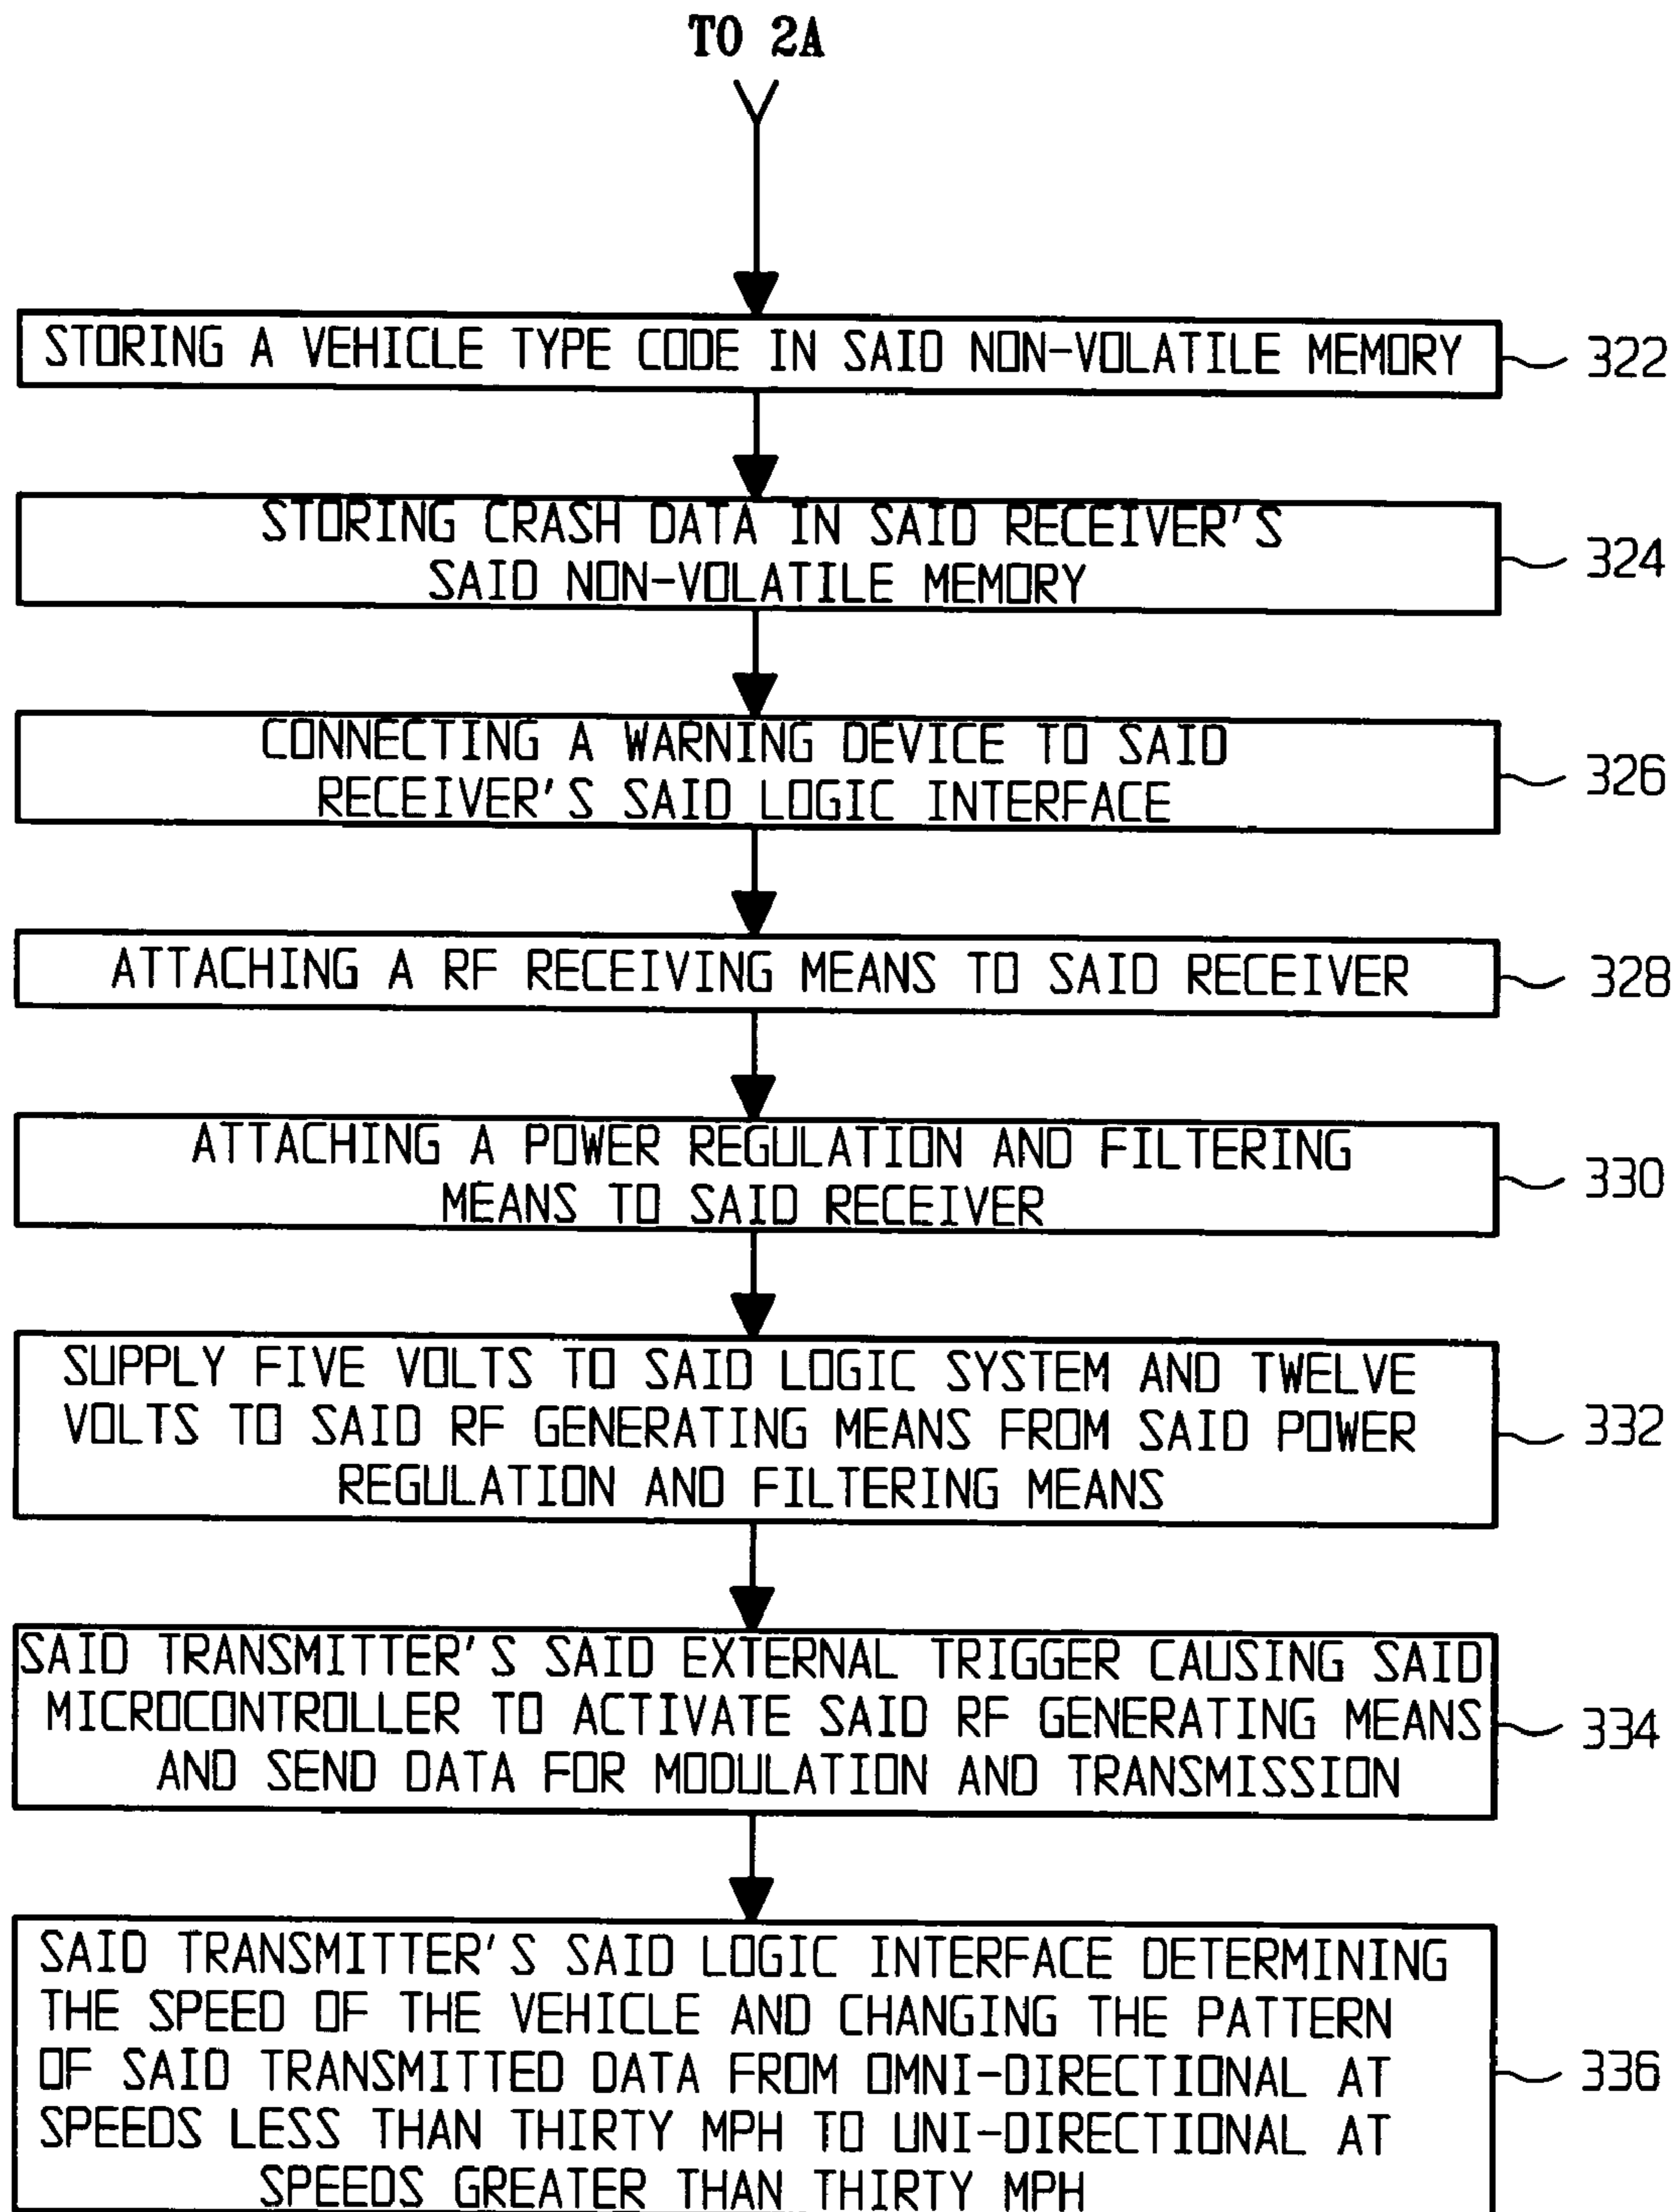 TO 2A
STORING A VEHICLE TYPE CODE IN SAID NON-VOLATILE MEMORY
322
STORING CRASH DATA IN SAID RECEIVER'S
SAID NON-VOLATILE MEMORY
324
CONNECTING A WARNING DEVICE TO SAID
RECEIVER'S SAID LOGIC INTERFACE
326
ATTACHING A RF RECEIVING MEANS TO SAID RECEIVER
328
ATTACHING A POWER REGULATION AND FILTERING
MEANS TO SAID RECEIVER
330
SUPPLY FIVE VOLTS TO SAID LOGIC SYSTEM AND TWELVE
VOLTS TO SAID RF GENERATING MEANS FROM SAID POWER
REGULATION AND FILTERING MEANS
332
SAID TRANSMITTER'S SAID EXTERNAL TRIGGER CAUSING SAID
MICROCONTROLLER TO ACTIVATE SAID RF GENERATING MEANS
AND SEND DATA FOR MODULATION AND TRANSMISSION
334
SAID TRANSMITTER'S SAID LOGIC INTERFACE DETERMINING
THE SPEED OF THE VEHICLE AND CHANGING THE PATTERN
OF SAID TRANSMITTED DATA FROM OMNI-DIRECTIONAL AT
SPEEDS LESS THAN THIRTY MPH TO UNI-DIRECTIONAL AT
SPEEDS GREATER THAN THIRTY MPH
336